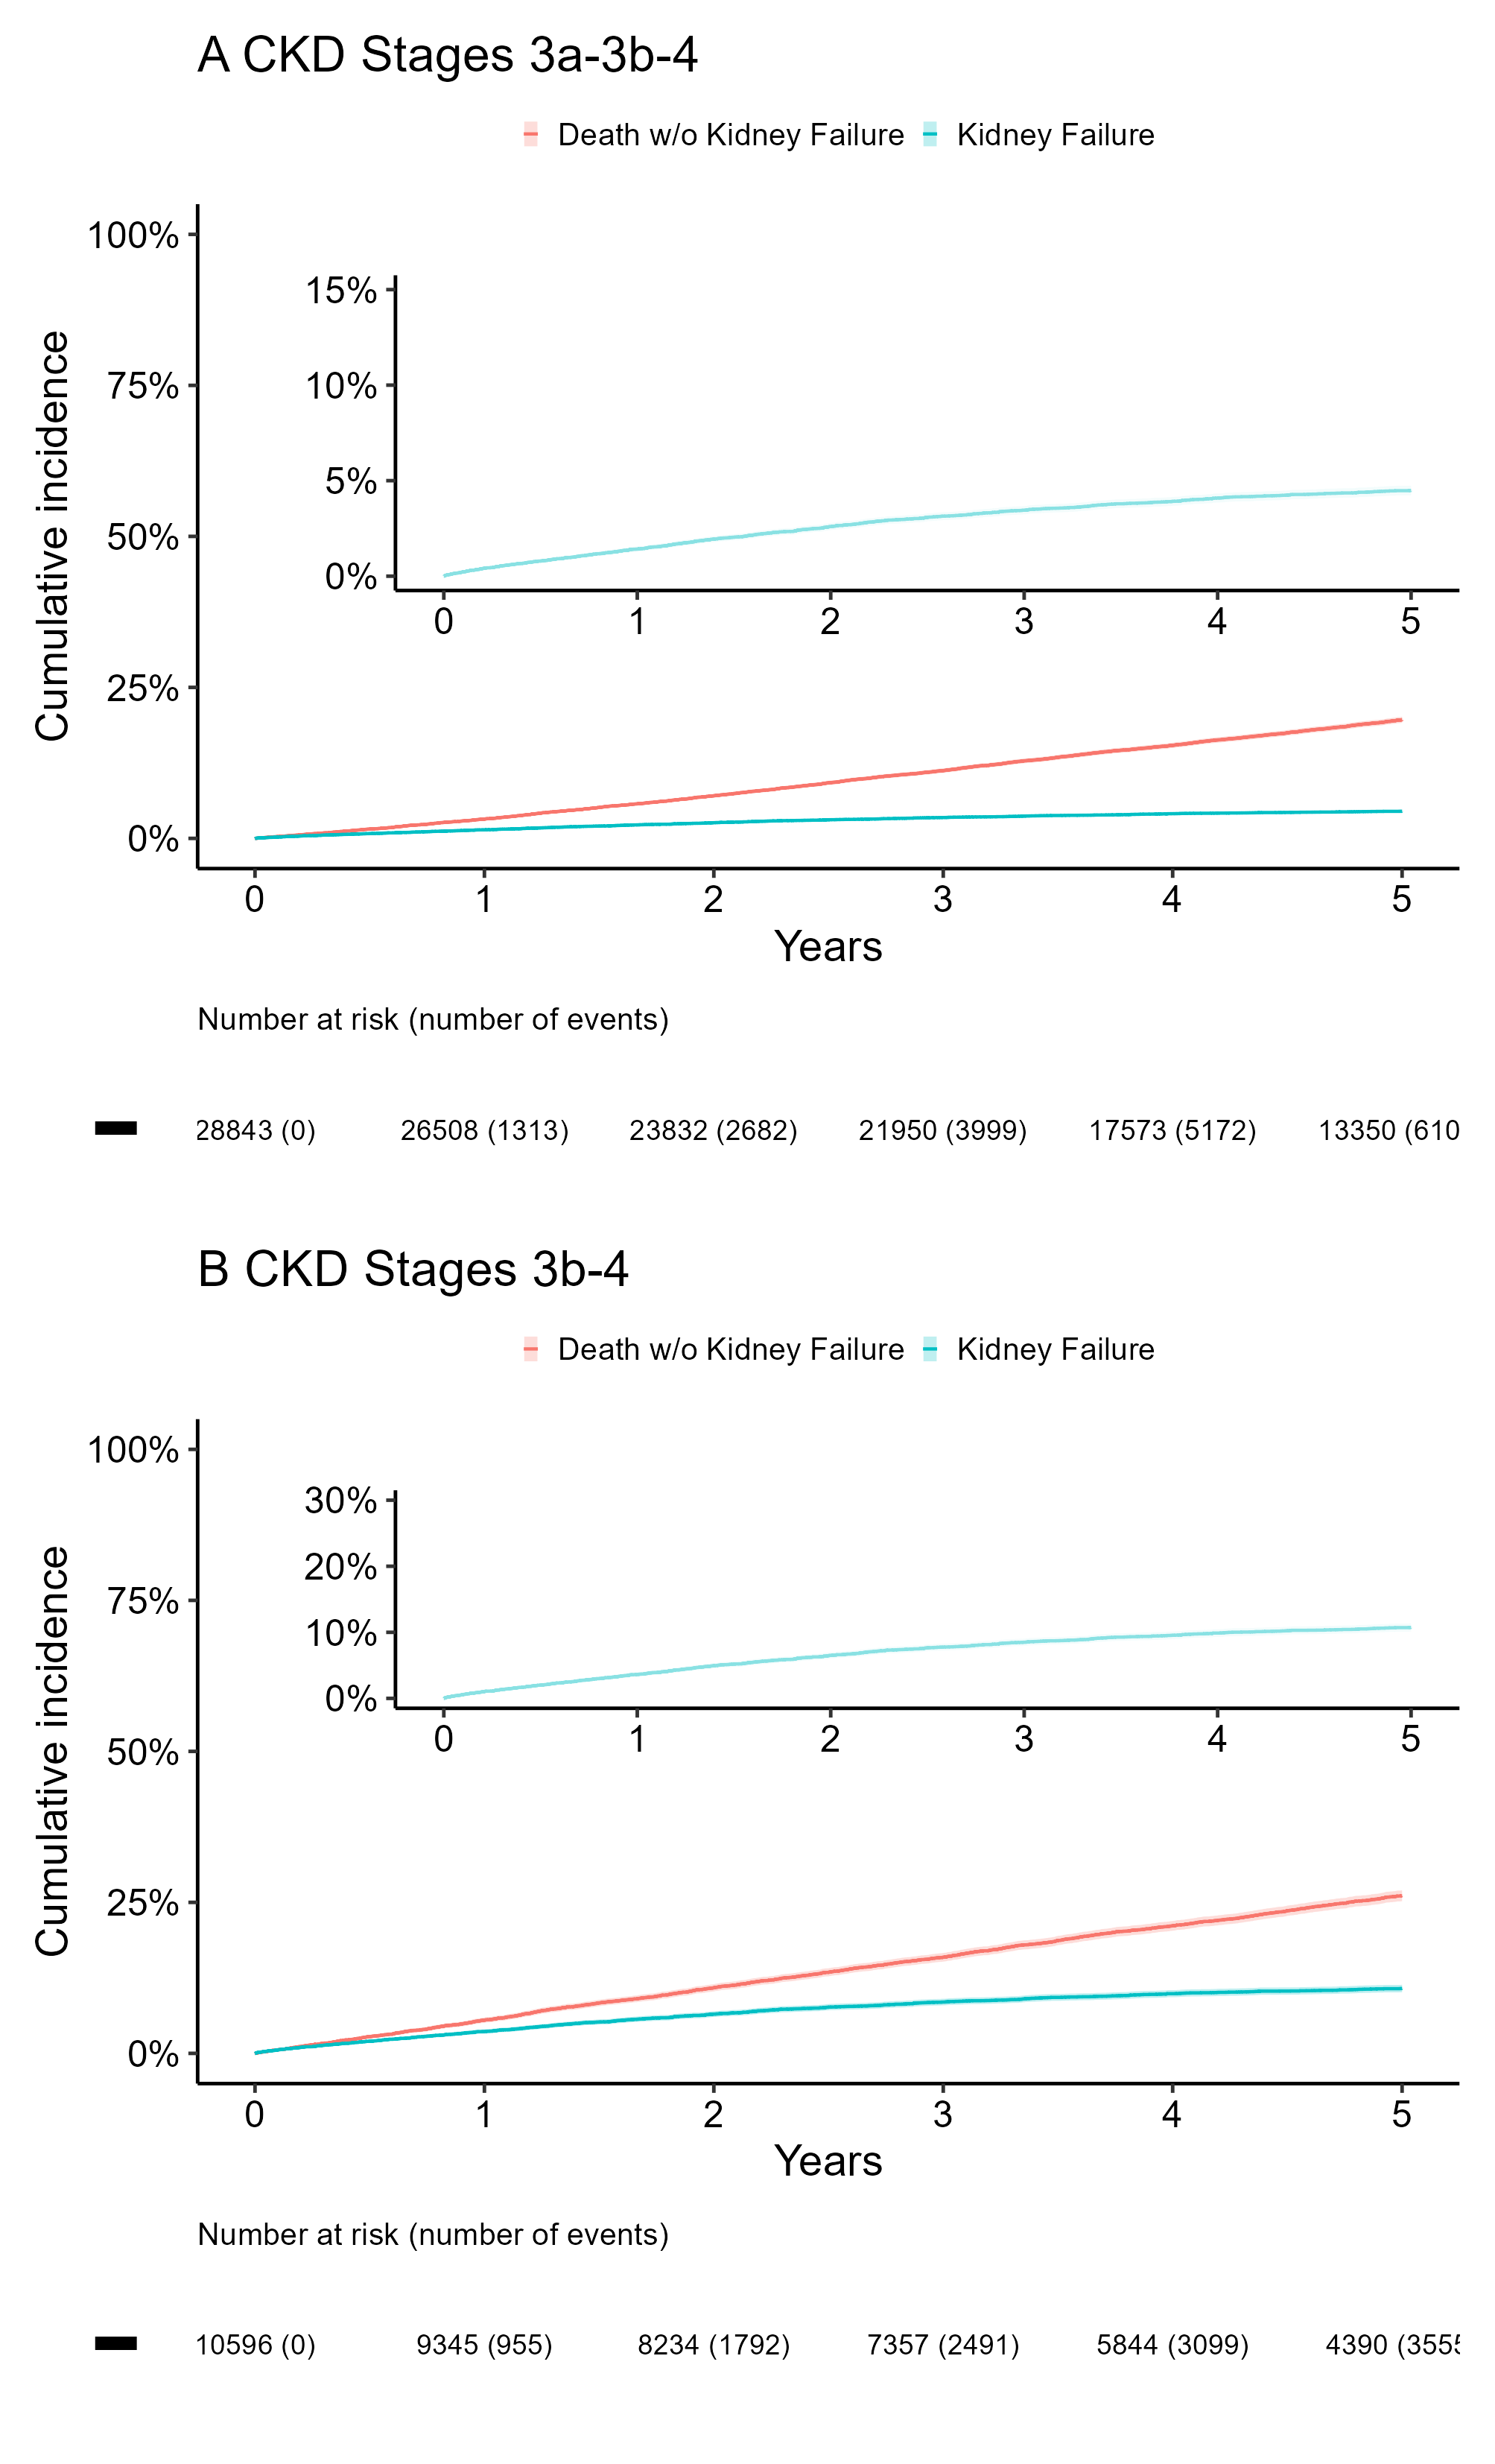 A CKD Stages 3a-3b-4
Death w/o Kidney Failure Kidney Failure
100%
75%
50%
25%
0%
Cumulative incidence
15%
10%
5%
0%
0 1 2 3 4 5
0 1 2 3 4 5
Years
Number at risk (number of events)
28843 (0) 26508 (1313) 23832 (2682) 21950 (3999) 17573 (5172) 13350 (610
B CKD Stages 3b-4
Death w/o Kidney Failure Kidney Failure
100%
75%
50%
25%
0%
Cumulative incidence
30%
20%
10%
0%
0 1 2 3 4 5
0 1 2 3 4 5
Years
Number at risk (number of events)
10596 (0) 9345 (955) 8234 (1792) 7357 (2491) 5844 (3099) 4390 (3555